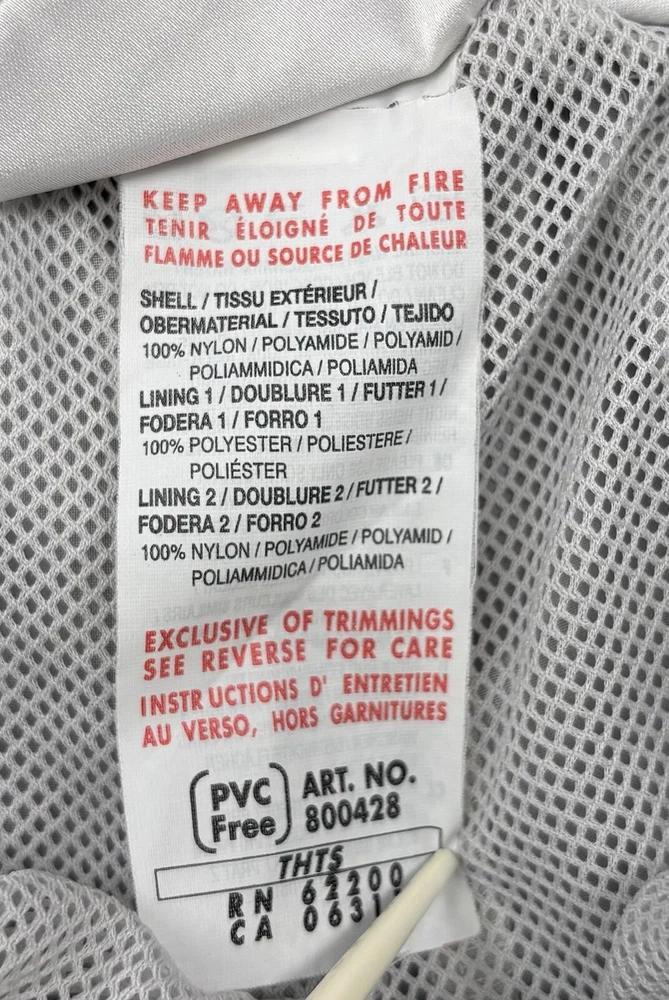 KEEP AWAY FROM FIRE
TENIR ÉLOIGNÉ DE TOUTE
FLAMME OU SOURCE DE CHALEUR
SHELL / TISSU EXTÉRIEUR /
OBERMATERIAL / TESSUTO / TEJIDO
100% NYLON / POLYAMIDE / POLYAMID /
POLIAMMIDICA / POLIAMIDA
LINING 1 / DOUBLURE 1 / FUTTER 1 /
FODERA 1 / FORRO 1
100% POLYESTER / POLIESTERE /
POLIÉSTER
LINING 2 / DOUBLURE 2 / FUTTER 2 /
FODERA 2 / FORRO 2
100% NYLON / POLYAMIDE / POLYAMID /
POLIAMMIDICA / POLIAMIDA
EXCLUSIVE OF TRIMMINGS
SEE REVERSE FOR CARE
INSTRUCTIONS D' ENTRETIEN
AU VERSO, HORS GARNITURES
PVC Free
ART. NO.
800428
THTS
RN 62200
CA